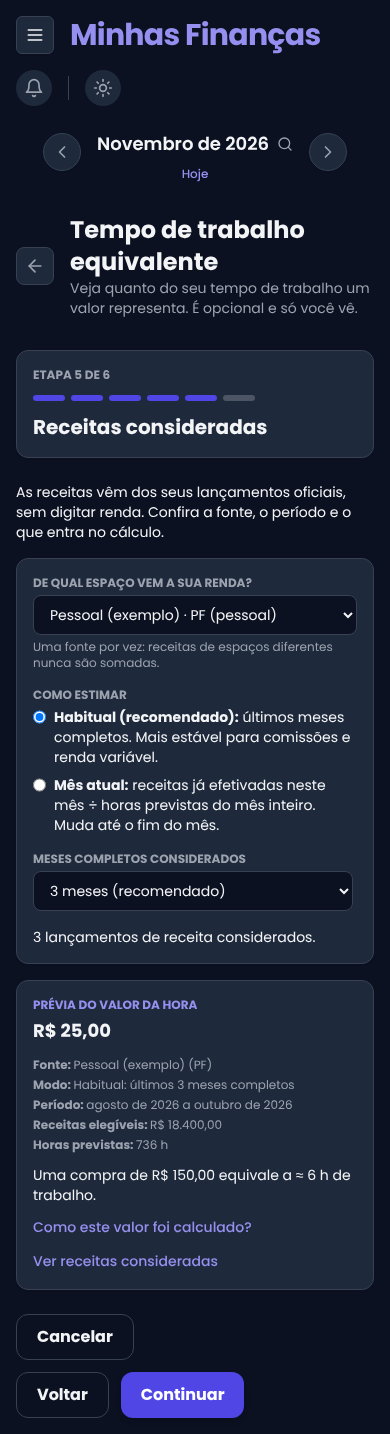 Minhas Finanças
Novembro de 2026
Hoje
Tempo de trabalho
equivalente
Veja quanto do seu tempo de trabalho um
valor representa. É opcional e só você vê.
ETAPA 5 DE 6
Receitas consideradas
As receitas vêm dos seus lançamentos oficiais,
sem digitar renda. Confira a fonte, o período e o
que entra no cálculo.
DE QUAL ESPAÇO VEM A SUA RENDA?
Pessoal (exemplo) · PF (pessoal)
Uma fonte por vez: receitas de espaços diferentes
nunca são somadas.
COMO ESTIMAR
Habitual (recomendado): últimos meses
completos. Mais estável para comissões e
renda variável.
Mês atual: receitas já efetivadas neste
mês ÷ horas previstas do mês inteiro.
Muda até o fim do mês.
MESES COMPLETOS CONSIDERADOS
3 meses (recomendado)
3 lançamentos de receita considerados.
PRÉVIA DO VALOR DA HORA
R$ 25,00
Fonte: Pessoal (exemplo) (PF)
Modo: Habitual: últimos 3 meses completos
Período: agosto de 2026 a outubro de 2026
Receitas elegíveis: R$ 18.400,00
Horas previstas: 736 h
Uma compra de R$ 150,00 equivale a ≈ 6 h de
trabalho.
Como este valor foi calculado?
Ver receitas consideradas
Cancelar
Voltar
Continuar